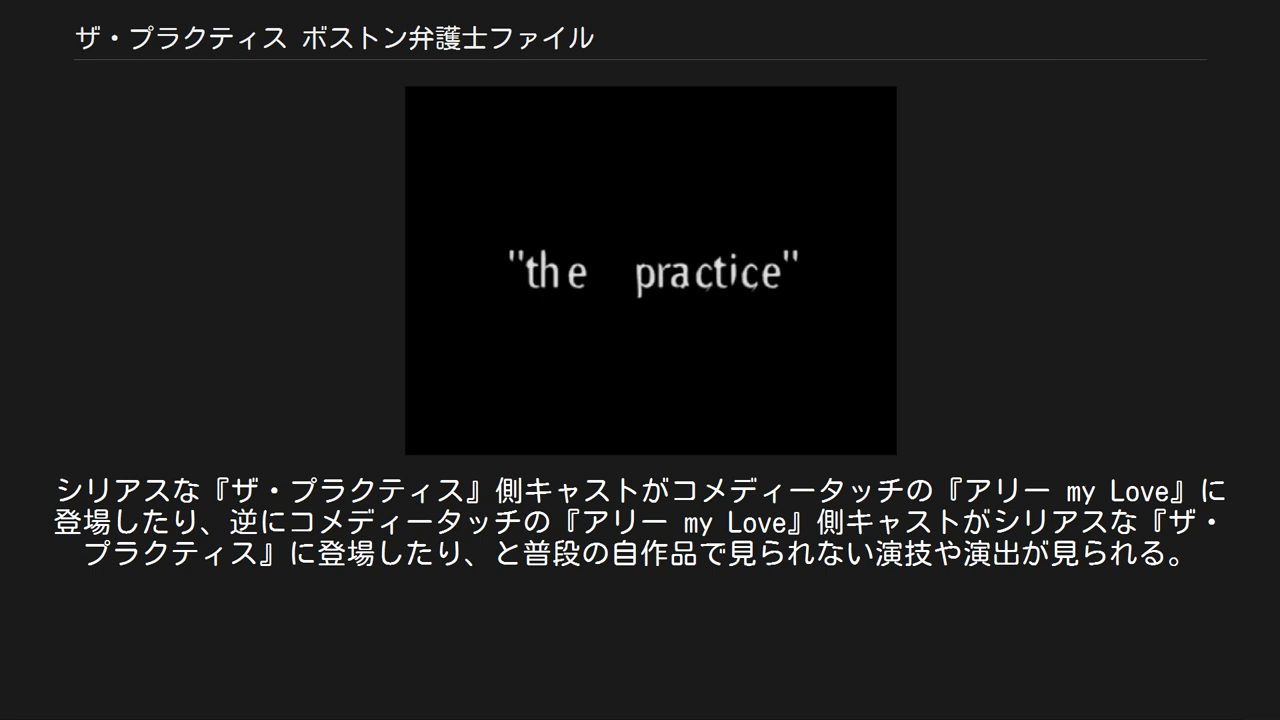 ザ・プラクティス ボストン弁護士ファイル
"the practice"
シリアスな『ザ・プラクティス』側キャストがコメディータッチの『アリー my Love』に
登場したり、逆にコメディータッチの『アリー my Love』側キャストがシリアスな『ザ・
プラクティス』に登場したり、と普段の自作品で見られない演技や演出が見られる。